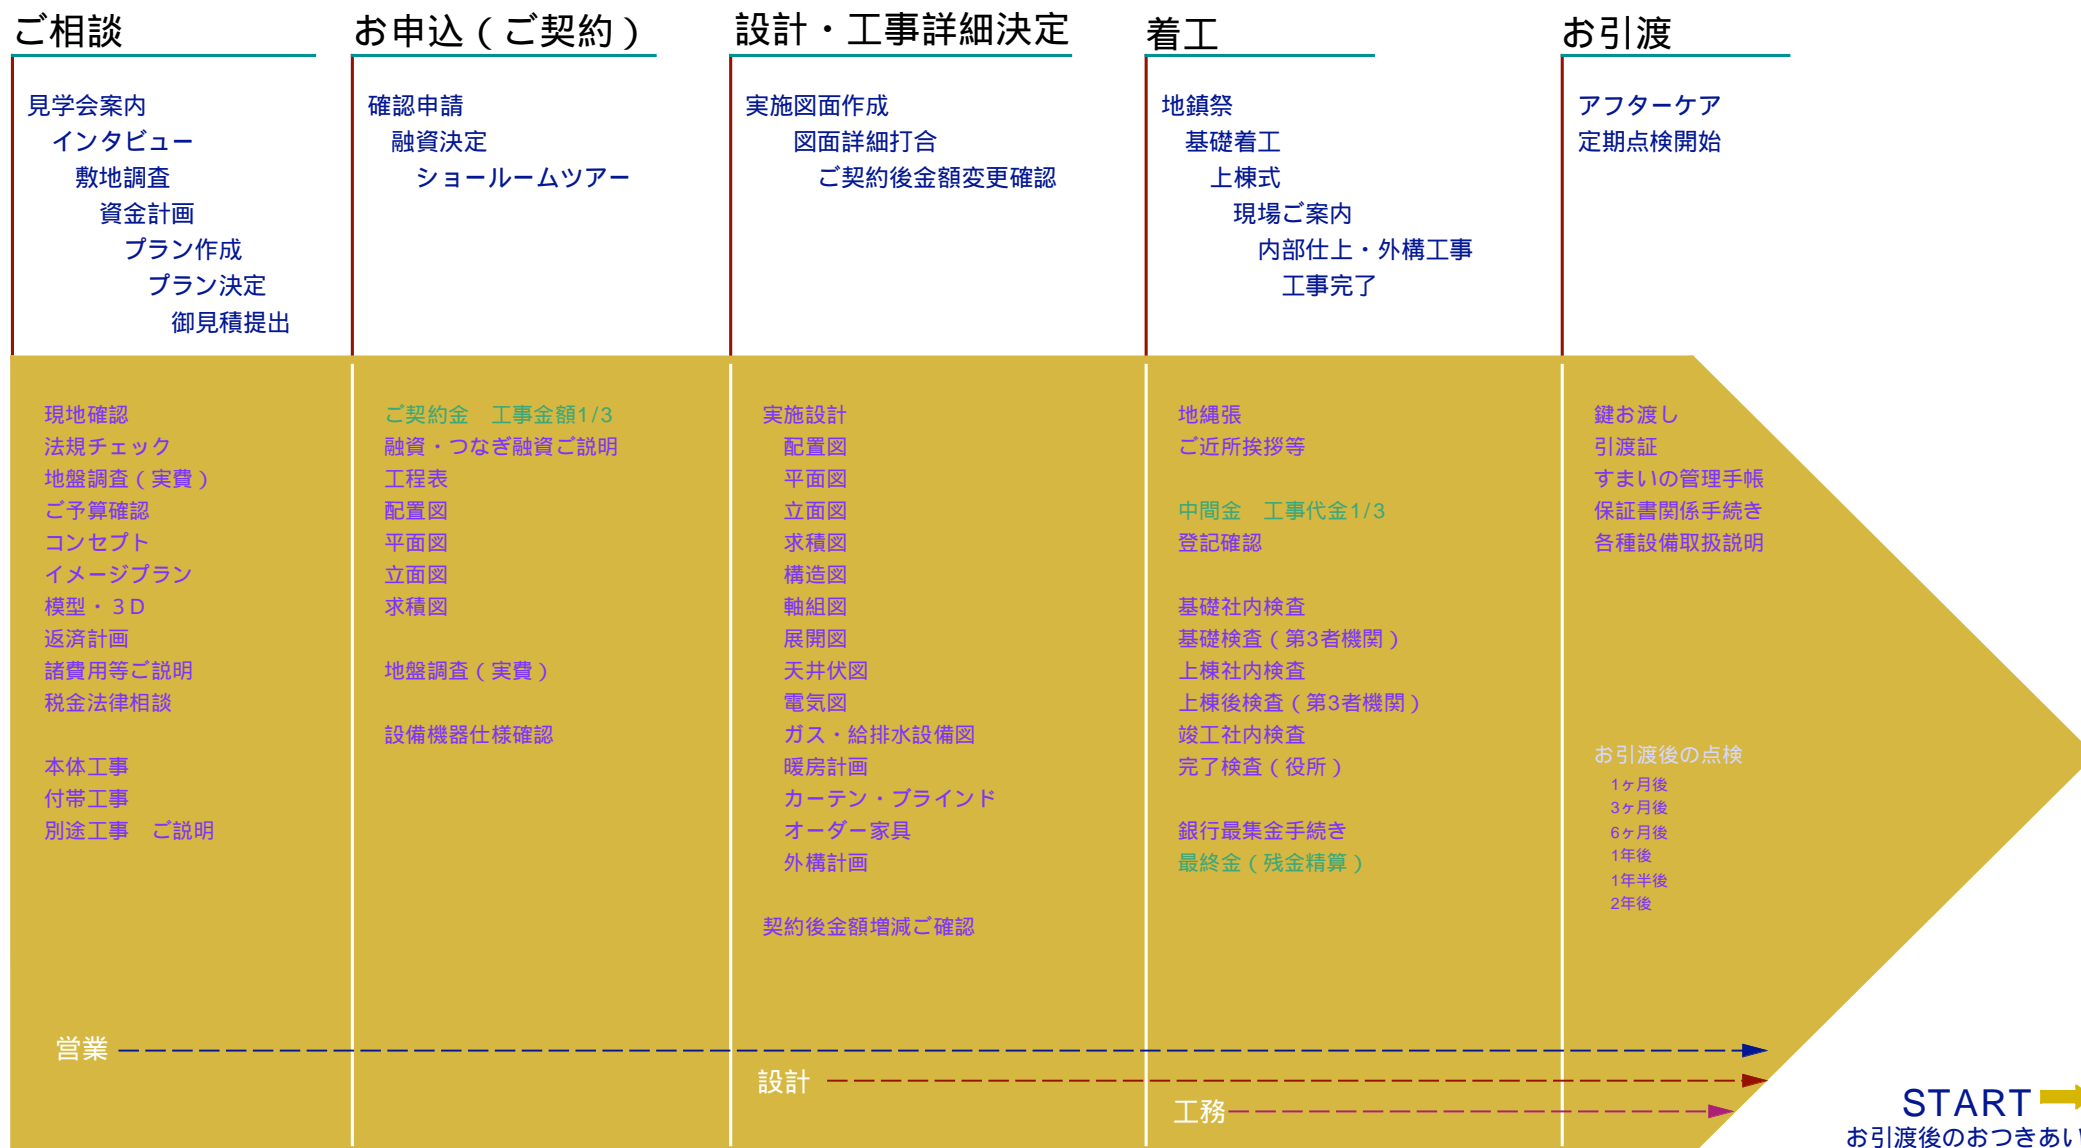 ご相談
見学会案内
インタビュー
敷地調査
資金計画
プラン作成
プラン決定
御見積提出
お申込（ご契約）
確認申請
融資決定
ショールームツアー
設計・工事詳細決定
実施図面作成
図面詳細打合
ご契約後金額変更確認
着工
地鎮祭
基礎着工
上棟式
現場ご案内
内部仕上・外構工事
工事完了
お引渡
アフターケア
定期点検開始
現地確認
法規チェック
地盤調査（実費）
ご予算確認
コンセプト
イメージプラン
模型・３Ｄ
返済計画
諸費用等ご説明
税金法律相談
本体工事
付帯工事
別途工事　ご説明
ご契約金　工事金額1/3
融資・つなぎ融資ご説明
工程表
配置図
平面図
立面図
求積図
地盤調査（実費）
設備機器仕様確認
実施設計
配置図
平面図
立面図
求積図
構造図
軸組図
展開図
天井伏図
電気図
ガス・給排水設備図
暖房計画
カーテン・ブラインド
オーダー家具
外構計画
契約後金額増減ご確認
地縄張
ご近所挨拶等
中間金　工事代金1/3
登記確認
基礎社内検査
基礎検査（第3者機関）
上棟社内検査
上棟後検査（第3者機関）
竣工社内検査
完了検査（役所）
銀行最集金手続き
最終金（残金精算）
鍵お渡し
引渡証
すまいの管理手帳
保証書関係手続き
各種設備取扱説明
お引渡後の点検
1ヶ月後
3ヶ月後
6ヶ月後
1年後
1年半後
2年後
営業
設計
工務
START
お引渡後のおつきあい